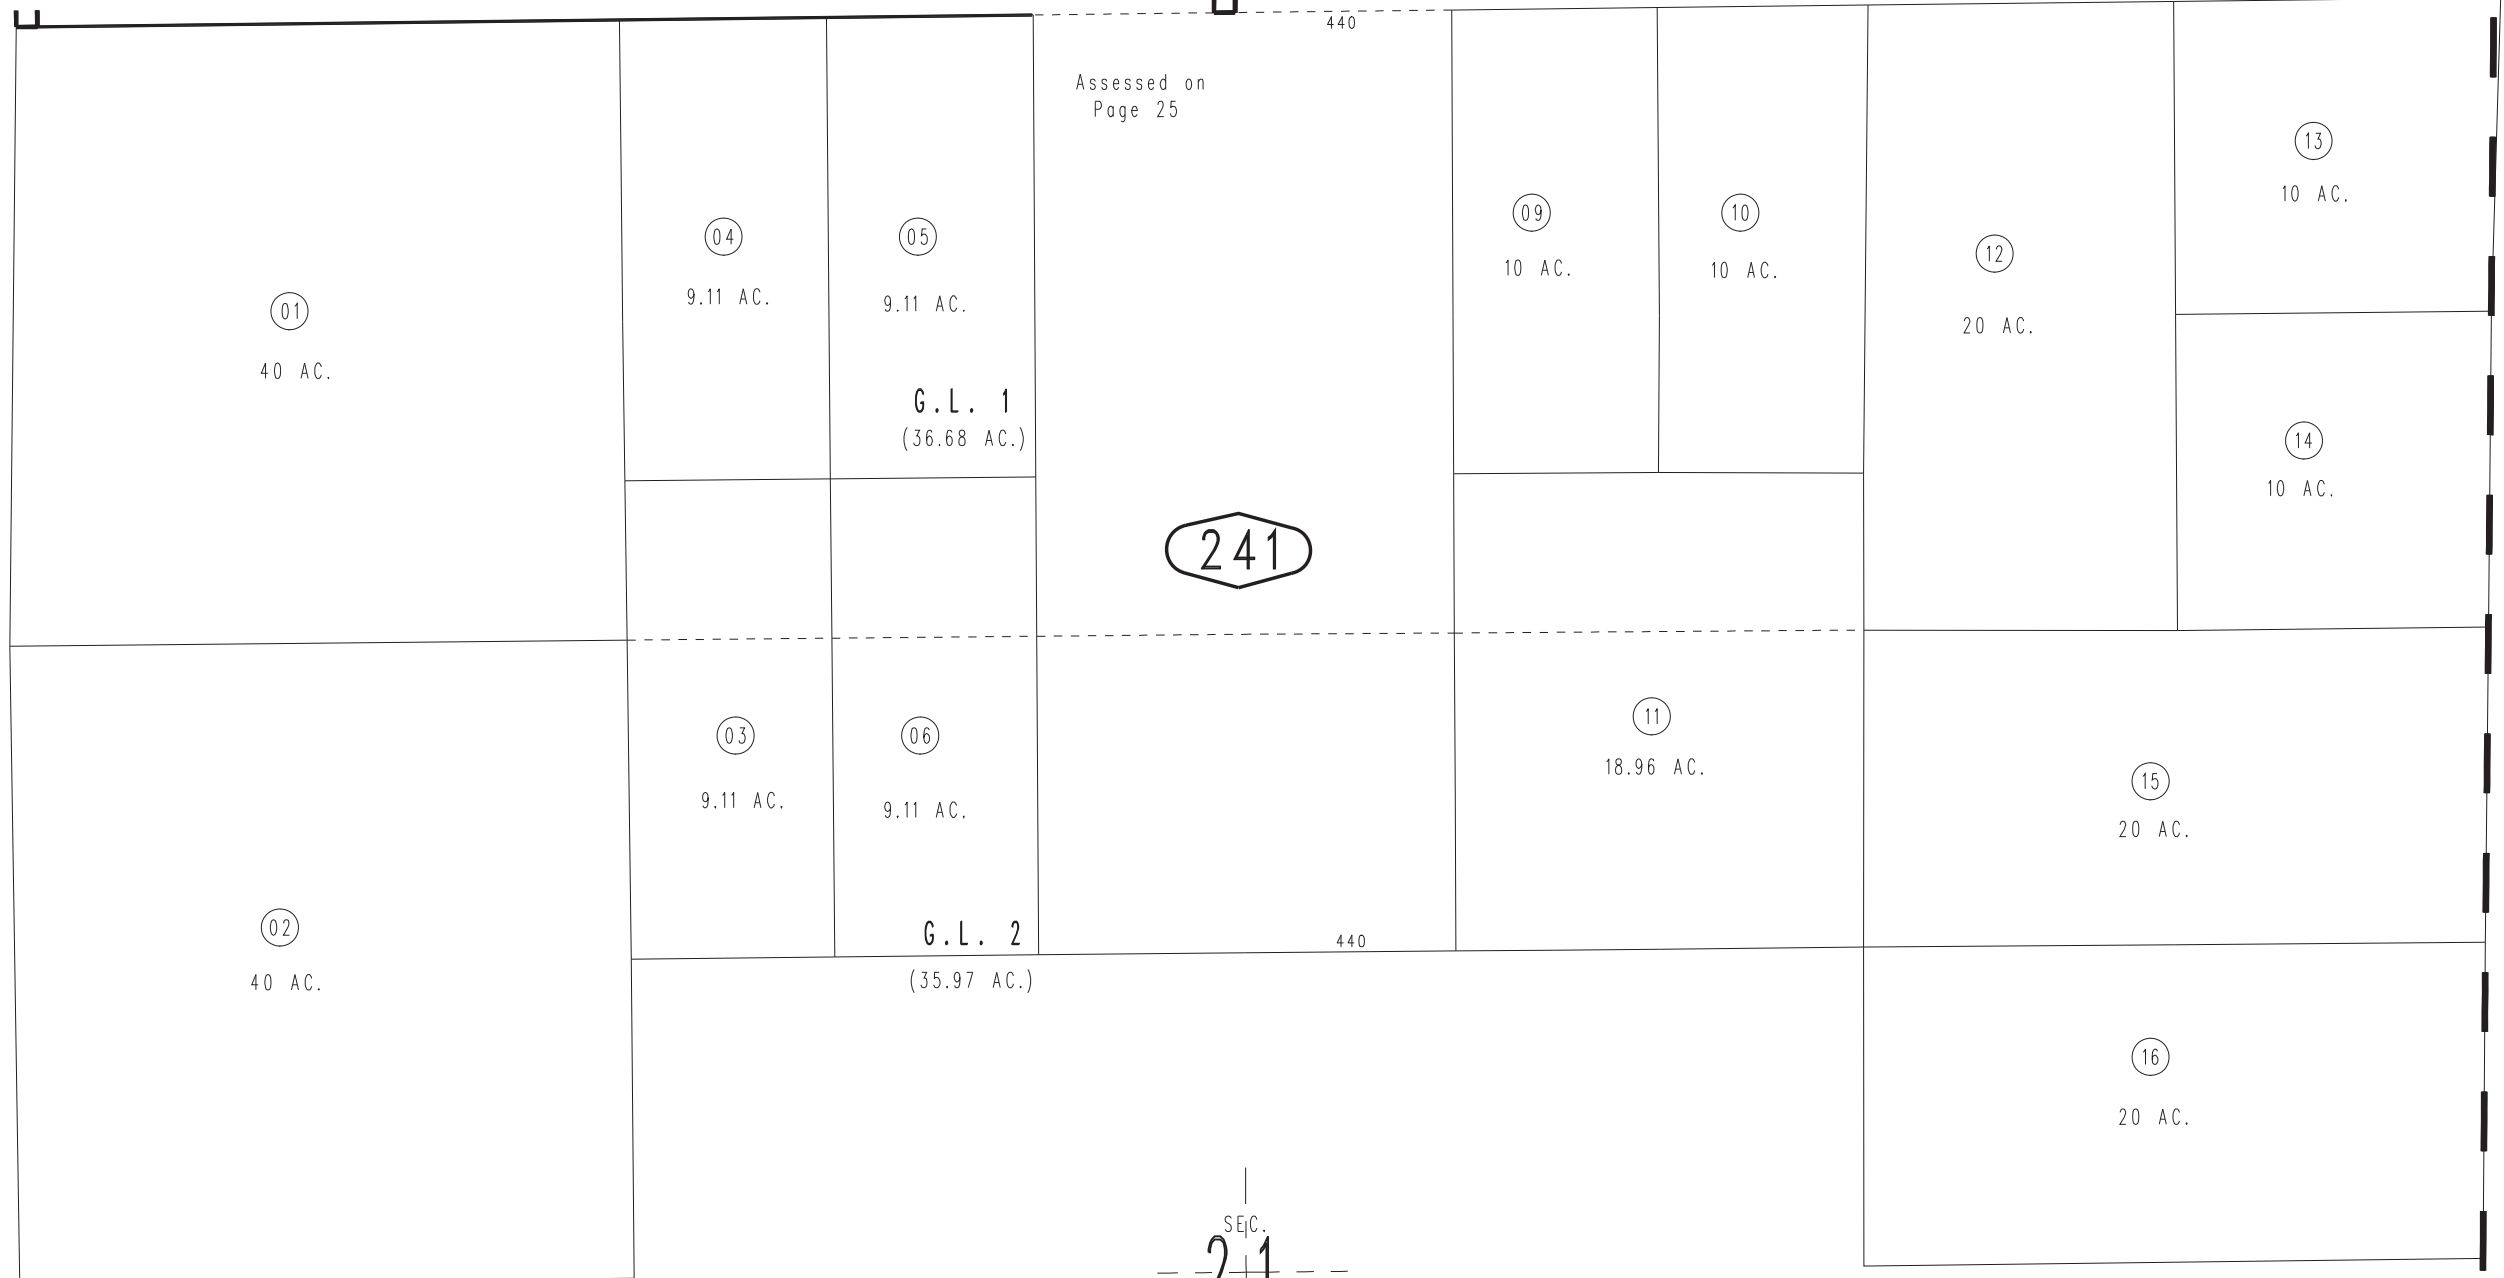 440
Assessed on
Page 25
13
10 AC.
09
10 AC.
10
10 AC.
04
9.11 AC.
05
9.11 AC.
12
20 AC.
01
40 AC.
G.L. 1
(36.68 AC.)
14
10 AC.
241
03
9.11 AC.
06
9.11 AC.
11
18.96 AC.
15
20 AC.
02
40 AC.
G.L. 2
(35.97 AC.)
440
16
20 AC.
SEC.
21